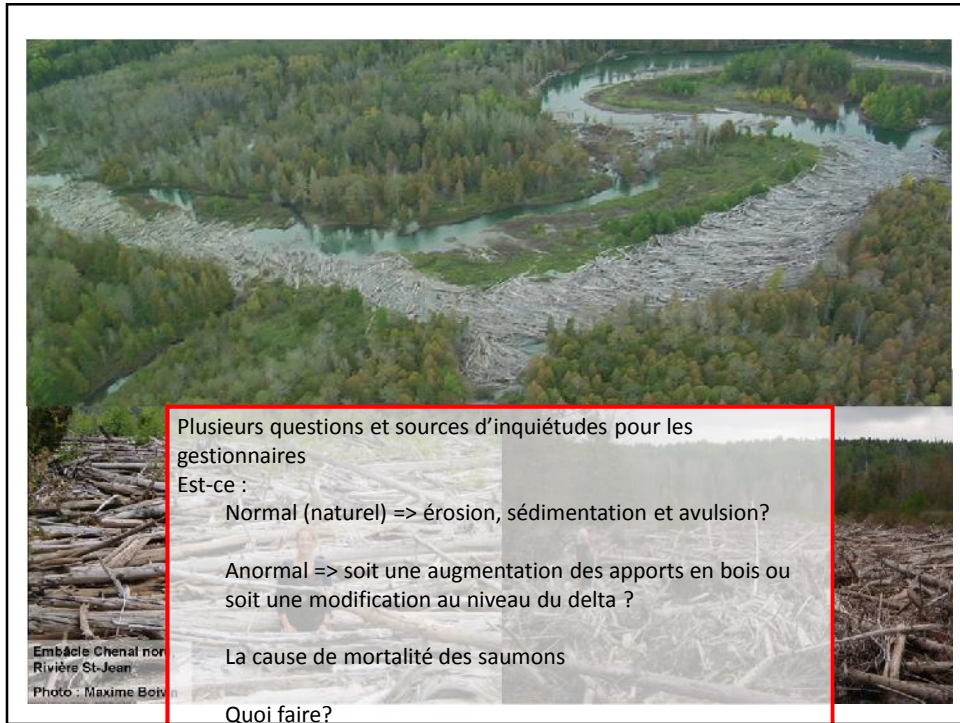 Plusieurs questions et sources d'inquiétudes pour les
gestionnaires
Est-ce :
Normal (naturel) => érosion, sédimentation et avulsion?
Anormal => soit une augmentation des apports en bois ou
soit une modification au niveau du delta ?
La cause de mortalité des saumons
Quoi faire?
Embâcle Chenal
Rivière St-Jean
Photo : Maxime